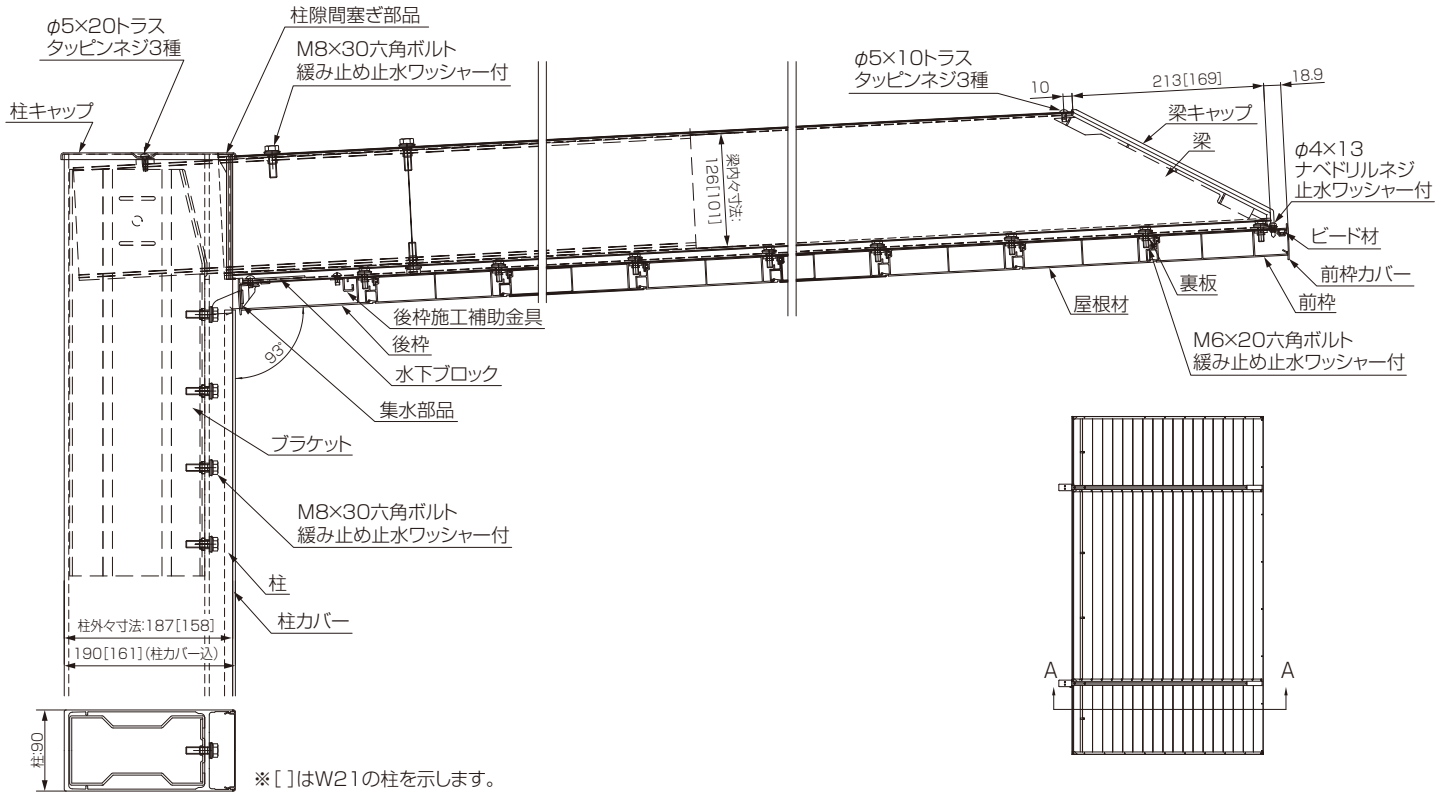 φ5×20トラス
タッピンネジ3種
柱隙間塞ぎ部品
M8×30六角ボルト
緩み止め止水ワッシャー付
柱キャップ
φ5×10トラス
タッピンネジ3種
10
213[169]
18.9
梁キャップ
梁
φ4×13
ナベドリルネジ
止水ワッシャー付
梁内々寸法:
126[101]
ビード材
前枠カバー
前枠
裏板
屋根材
M6×20六角ボルト
緩み止め止水ワッシャー付
後枠施工補助金具
後枠
93°
水下ブロック
集水部品
ブラケット
M8×30六角ボルト
緩み止め止水ワッシャー付
柱
柱カバー
柱外々寸法:187[158]
190[161](柱カバー込)
柱:90
※[ ]はW21の柱を示します。
A
A